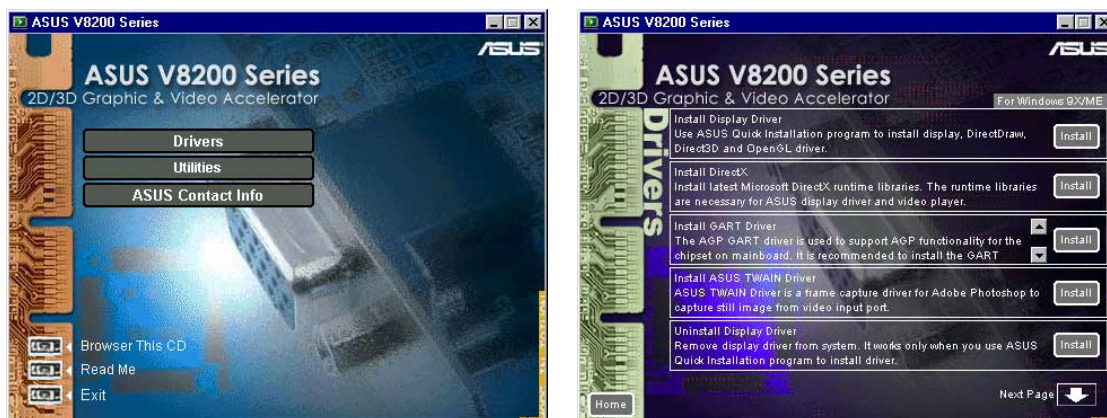 ASUS V8200 Series
ASUS
ASUS V8200 Series
2D/3D Graphic & Video Accelerator
Drivers
Utilities
ASUS Contact Info
Browser This CD
Read Me
Exit
ASUS V8200 Series
ASUS
ASUS V8200 Series
2D/3D Graphic & Video Accelerator
For Windows 9X/ME
Drivers
Install Display Driver
Use ASUS Quick Installation program to install display, DirectDraw,
Direct3D and OpenGL driver.
Install
Install DirectX
Install latest Microsoft DirectX runtime libraries. The runtime libraries
are necessary for ASUS display driver and video player.
Install
Install GART Driver
The AGP GART driver is used to support AGP functionality for the
chipset on mainboard. It is recommended to install the GART
Install
Install ASUS TWAIN Driver
ASUS TWAIN Driver is a frame capture driver for Adobe Photoshop to
capture still image from video input port.
Install
Uninstall Display Driver
Remove display driver from system. It works only when you use ASUS
Quick Installation program to install driver.
Install
Next Page
Home